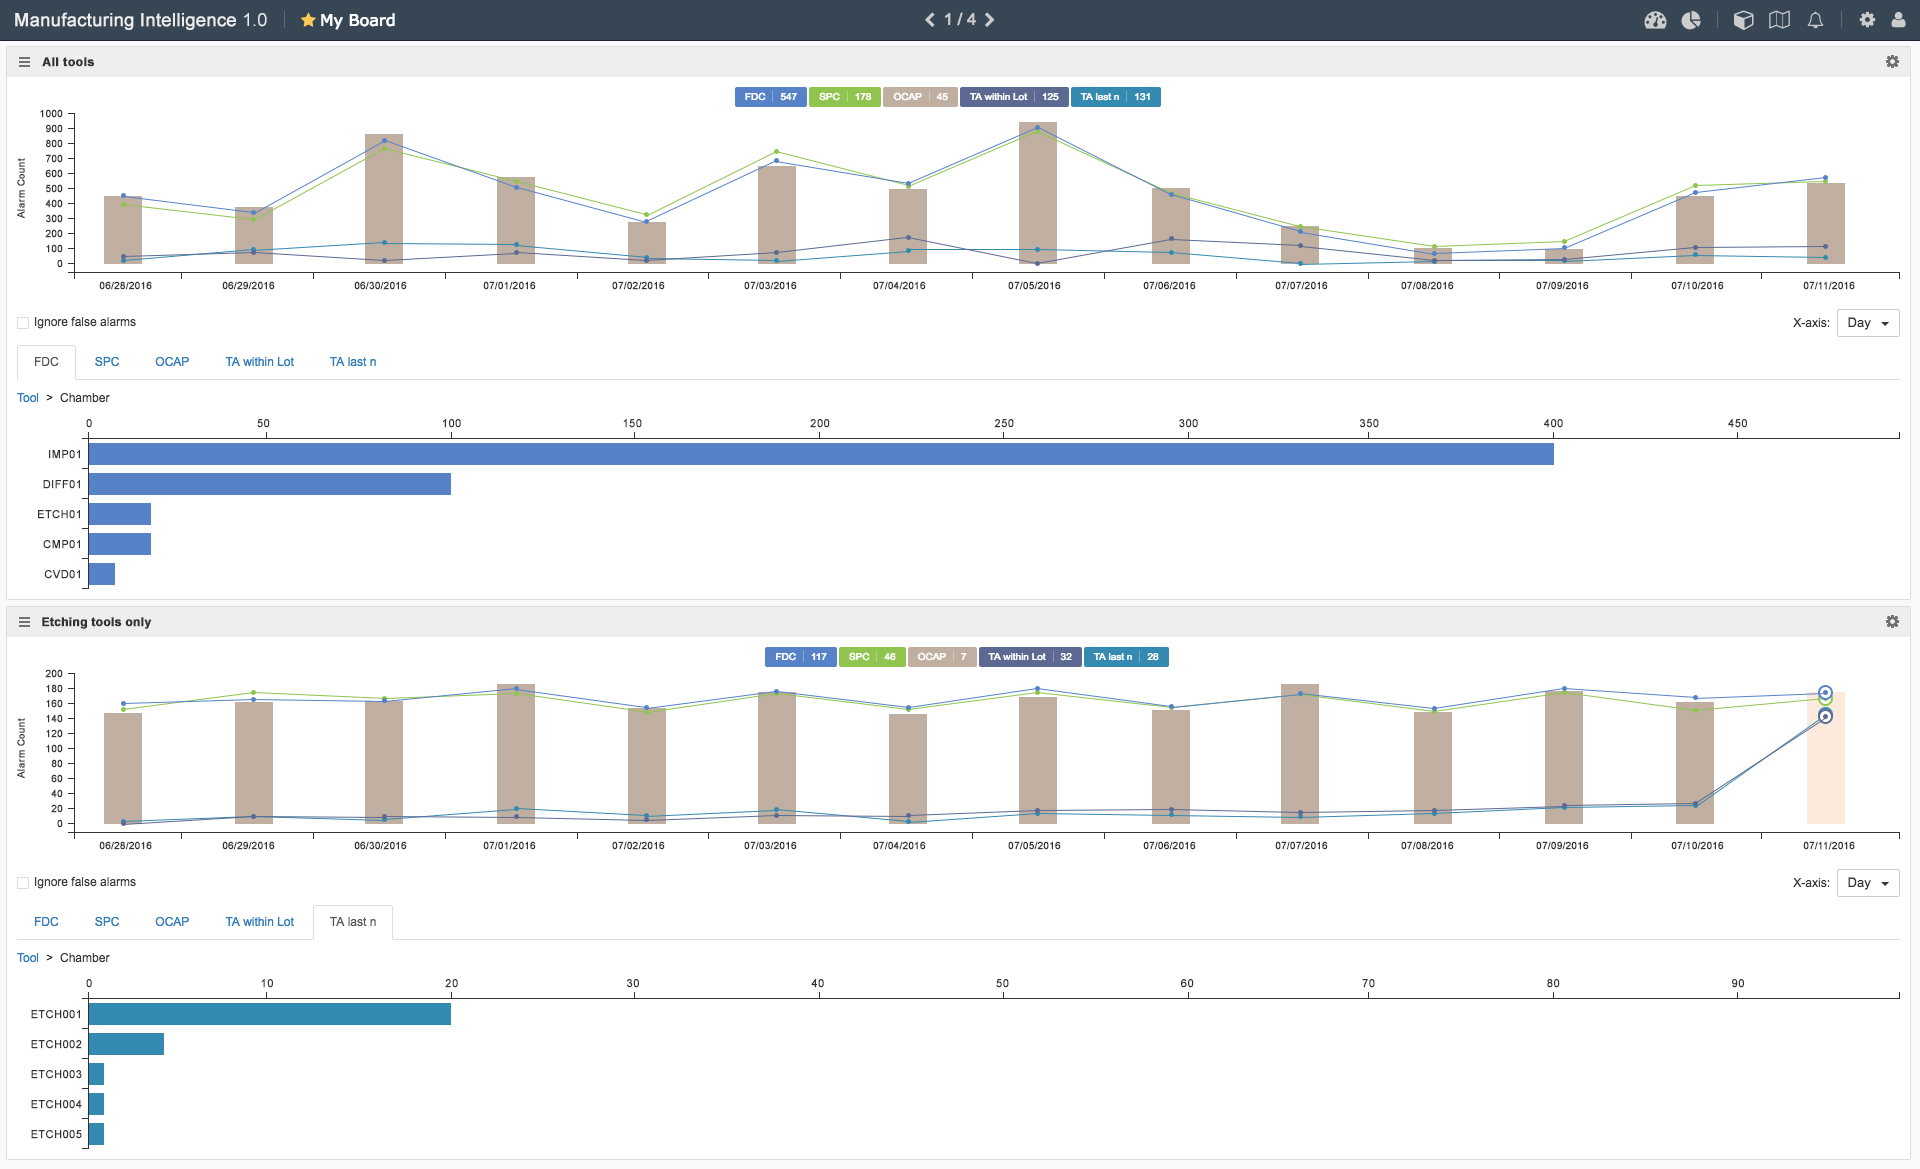 Manufacturing Intelligence 1.0 My Board 1 / 4
All tools
FDC 547 SPC 178 OCAP 45 TA within Lot 125 TA last n 131
Alarm Count
1000
900
800
700
600
500
400
300
200
100
0
06/28/2016 06/29/2016 06/30/2016 07/01/2016 07/02/2016 07/03/2016 07/04/2016 07/05/2016 07/06/2016 07/07/2016 07/08/2016 07/09/2016 07/10/2016 07/11/2016
Ignore false alarms X-axis: Day
FDC SPC OCAP TA within Lot TA last n
Tool > Chamber
0 50 100 150 200 250 300 350 400 450
IMP01
DIFF01
ETCH01
CMP01
CVD01
Etching tools only
FDC 117 SPC 46 OCAP 7 TA within Lot 32 TA last n 28
Alarm Count
200
180
160
140
120
100
80
60
40
20
0
06/28/2016 06/29/2016 06/30/2016 07/01/2016 07/02/2016 07/03/2016 07/04/2016 07/05/2016 07/06/2016 07/07/2016 07/08/2016 07/09/2016 07/10/2016 07/11/2016
Ignore false alarms X-axis: Day
FDC SPC OCAP TA within Lot TA last n
Tool > Chamber
0 10 20 30 40 50 60 70 80 90
ETCH001
ETCH002
ETCH003
ETCH004
ETCH005